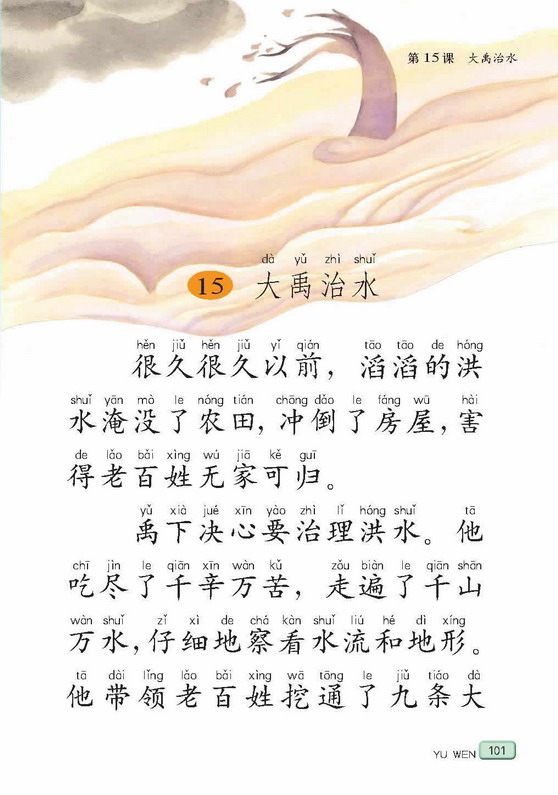 第15课 大禹治水
dà yǔ zhì shuǐ
15 大禹治水
hěn jiǔ hěn jiǔ yǐ qián tāo tāo de hóng
很久很久以前，滔滔的洪
shuǐ yān mò le nóng tián chōng dǎo le fáng wū hài
水淹没了农田，冲倒了房屋，害
de lǎo bǎi xìng wú jiā kě guī
得老百姓无家可归。
yǔ xià jué xīn yào zhì lǐ hóng shuǐ tā
禹下决心要治理洪水。他
chī jìn le qiān xīn wàn kǔ zǒu biàn le qiān shān
吃尽了千辛万苦，走遍了千山
wàn shuǐ zǐ xì de chá kàn shuǐ liú hé dì xíng
万水，仔细地察看水流和地形。
tā dài lǐng lǎo bǎi xìng wā tōng le jiǔ tiáo dà
他带领老百姓挖通了九条大
YU WEN 101